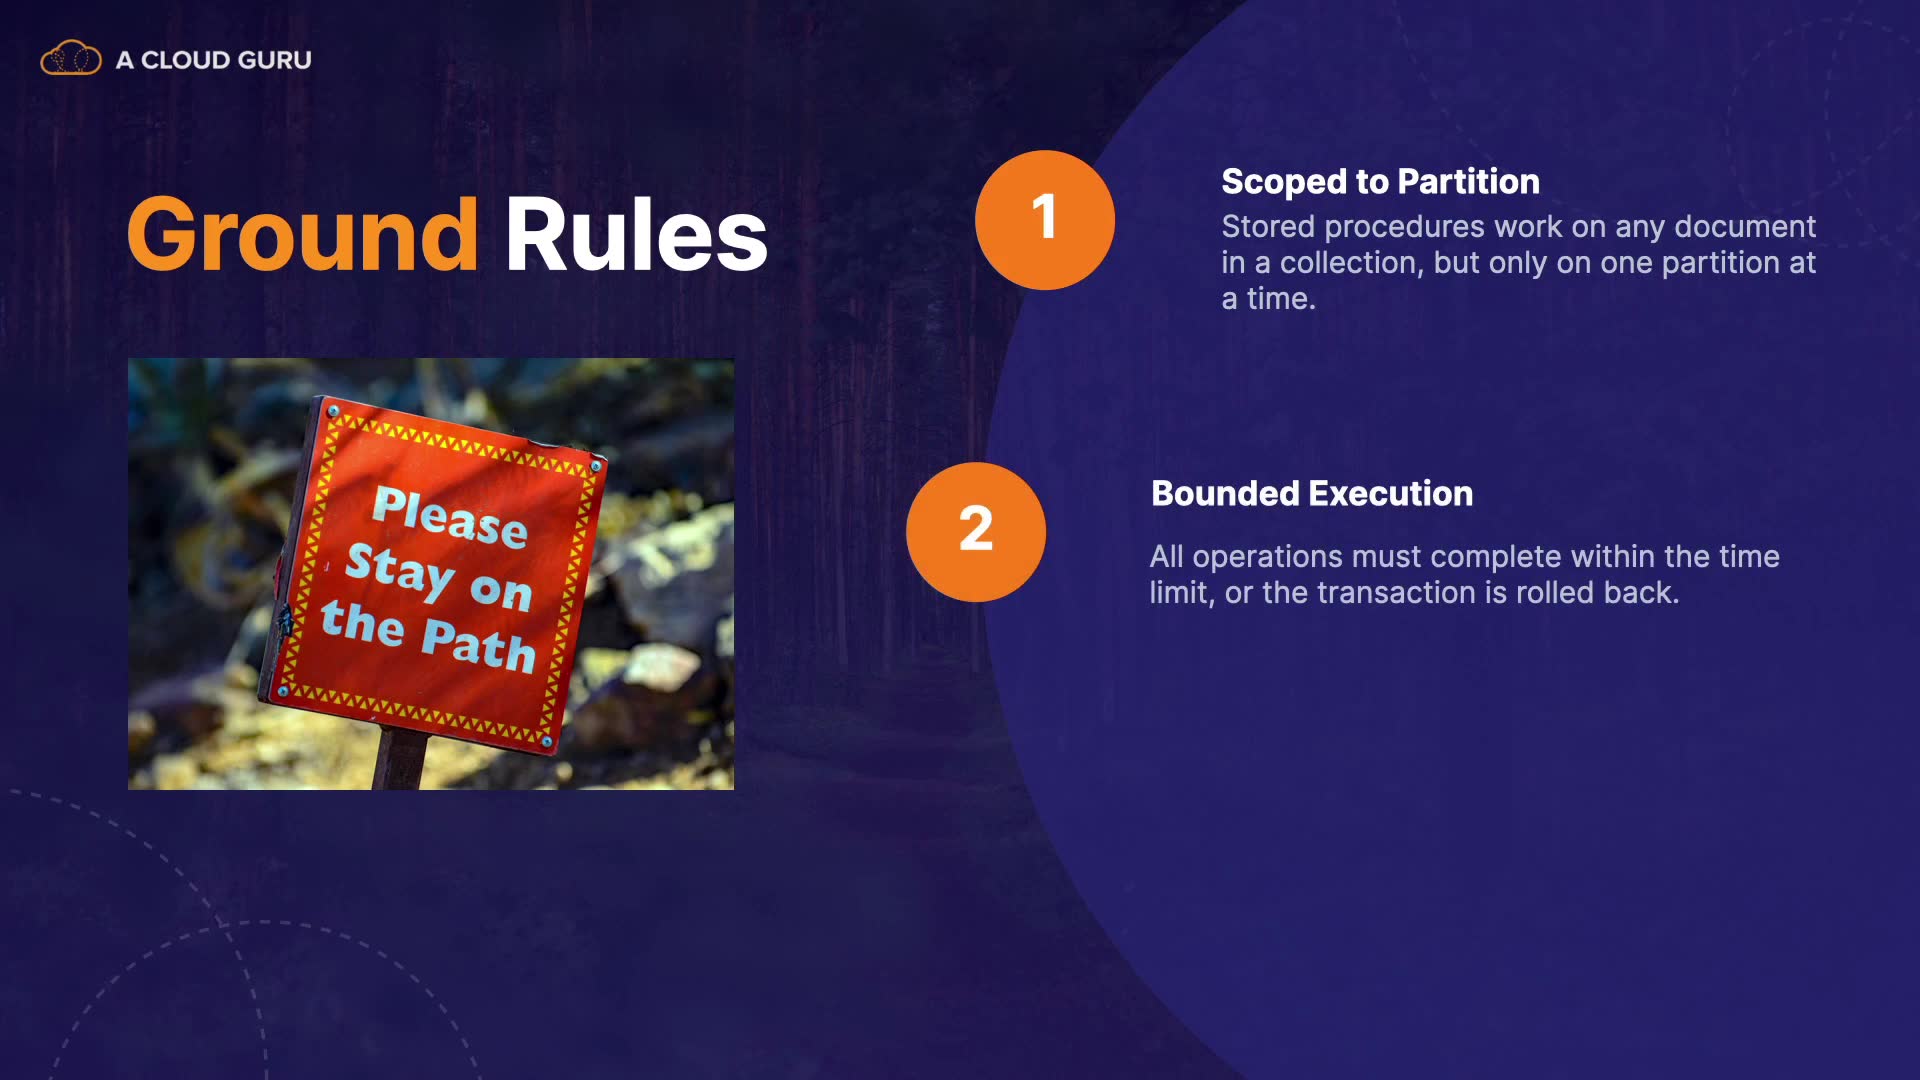 A CLOUD GURU
Ground Rules
Please
Stay on
the Path
1
Scoped to Partition
Stored procedures work on any document
in a collection, but only on one partition at
a time.
2
Bounded Execution
All operations must complete within the time
limit, or the transaction is rolled back.